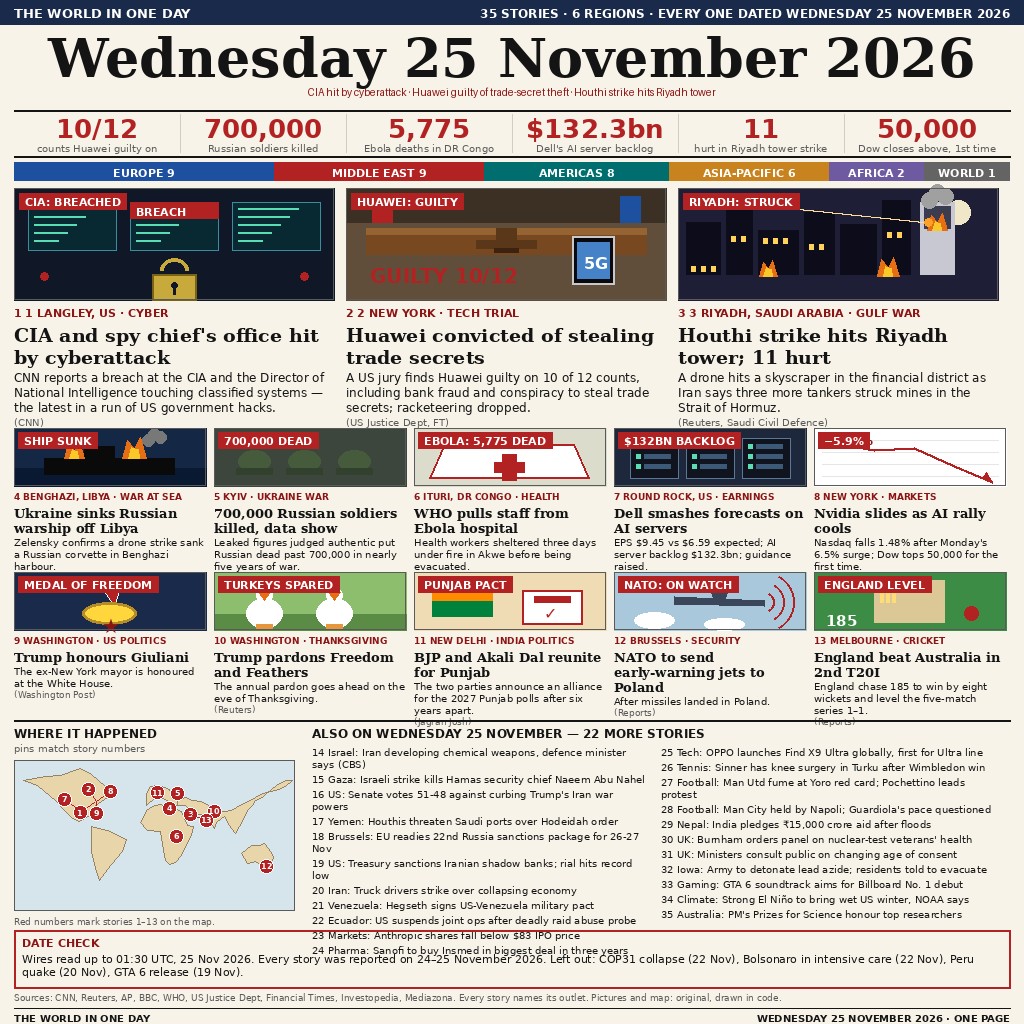 THE WORLD IN ONE DAY
35 STORIES · 6 REGIONS · EVERY ONE DATED WEDNESDAY 25 NOVEMBER 2026
Wednesday 25 November 2026
CIA hit by cyberattack · Huawei guilty of trade-secret theft · Houthi strike hits Riyadh tower
10/12
counts Huawei guilty on
700,000
Russian soldiers killed
5,775
Ebola deaths in DR Congo
$132.3bn
Dell's AI server backlog
11
hurt in Riyadh tower strike
50,000
Dow closes above, 1st time
EUROPE 9
MIDDLE EAST 9
AMERICAS 8
ASIA-PACIFIC 6
AFRICA 2
WORLD 1
CIA: BREACHED
BREACH
1 1 LANGLEY, US · CYBER
CIA and spy chief's office hit
by cyberattack
CNN reports a breach at the CIA and the Director of
National Intelligence touching classified systems —
the latest in a run of US government hacks.
(CNN)
HUAWEI: GUILTY
GUILTY 10/12
5G
2 2 NEW YORK · TECH TRIAL
Huawei convicted of stealing
trade secrets
A US jury finds Huawei guilty on 10 of 12 counts,
including bank fraud and conspiracy to steal trade
secrets; racketeering dropped.
(US Justice Dept, FT)
RIYADH: STRUCK
3 3 RIYADH, SAUDI ARABIA · GULF WAR
Houthi strike hits Riyadh
tower; 11 hurt
A drone hits a skyscraper in the financial district as
Iran says three more tankers struck mines in the
Strait of Hormuz.
(Reuters, Saudi Civil Defence)
SHIP SUNK
4 BENGHAZI, LIBYA · WAR AT SEA
Ukraine sinks Russian
warship off Libya
Zelensky confirms a drone strike sank
a Russian corvette in Benghazi
harbour.
700,000 DEAD
5 KYIV · UKRAINE WAR
700,000 Russian soldiers
killed, data show
Leaked figures judged authentic put
Russian dead past 700,000 in nearly
five years of war.
EBOLA: 5,775 DEAD
6 ITURI, DR CONGO · HEALTH
WHO pulls staff from
Ebola hospital
Health workers sheltered three days
under fire in Akwe before being
evacuated.
$132BN BACKLOG
7 ROUND ROCK, US · EARNINGS
Dell smashes forecasts on
AI servers
EPS $9.45 vs $6.59 expected; AI
server backlog $132.3bn; guidance
raised.
−5.9%
8 NEW YORK · MARKETS
Nvidia slides as AI rally
cools
Nasdaq falls 1.48% after Monday's
6.5% surge; Dow tops 50,000 for the
first time.
MEDAL OF FREEDOM
9 WASHINGTON · US POLITICS
Trump honours Giuliani
The ex-New York mayor is honoured
at the White House.
(Washington Post)
TURKEYS SPARED
10 WASHINGTON · THANKSGIVING
Trump pardons Freedom
and Feathers
The annual pardon goes ahead on the
eve of Thanksgiving.
(Reuters)
PUNJAB PACT
✓
11 NEW DELHI · INDIA POLITICS
BJP and Akali Dal reunite
for Punjab
The two parties announce an alliance
for the 2027 Punjab polls after six
years apart.
(Jagran Josh)
NATO: ON WATCH
12 BRUSSELS · SECURITY
NATO to send
early-warning jets to
Poland
After missiles landed in Poland.
(Reports)
ENGLAND LEVEL
185
13 MELBOURNE · CRICKET
England beat Australia in
2nd T20I
England chase 185 to win by eight
wickets and level the five-match
series 1–1.
(Reports)
WHERE IT HAPPENED
pins match story numbers
7
2
8
1
9
11
5
4
3
10
13
6
12
Red numbers mark stories 1–13 on the map.
ALSO ON WEDNESDAY 25 NOVEMBER — 22 MORE STORIES
14 Israel: Iran developing chemical weapons, defence minister
says (CBS)
15 Gaza: Israeli strike kills Hamas security chief Naeem Abu Nahel
16 US: Senate votes 51-48 against curbing Trump's Iran war
powers
17 Yemen: Houthis threaten Saudi ports over Hodeidah order
18 Brussels: EU readies 22nd Russia sanctions package for 26-27
Nov
19 US: Treasury sanctions Iranian shadow banks; rial hits record
low
20 Iran: Truck drivers strike over collapsing economy
21 Venezuela: Hegseth signs US-Venezuela military pact
22 Ecuador: US suspends joint ops after deadly raid abuse probe
23 Markets: Anthropic shares fall below $83 IPO price
24 Pharma: Sanofi to buy Insmed in biggest deal in three years
25 Tech: OPPO launches Find X9 Ultra globally, first for Ultra line
26 Tennis: Sinner has knee surgery in Turku after Wimbledon win
27 Football: Man Utd fume at Yoro red card; Pochettino leads
protest
28 Football: Man City held by Napoli; Guardiola's pace questioned
29 Nepal: India pledges ₹15,000 crore aid after floods
30 UK: Burnham orders panel on nuclear-test veterans' health
31 UK: Ministers consult public on changing age of consent
32 Iowa: Army to detonate lead azide; residents told to evacuate
33 Gaming: GTA 6 soundtrack aims for Billboard No. 1 debut
34 Climate: Strong El Niño to bring wet US winter, NOAA says
35 Australia: PM's Prizes for Science honour top researchers
DATE CHECK
Wires read up to 01:30 UTC, 25 Nov 2026. Every story was reported on 24–25 November 2026. Left out: COP31 collapse (22 Nov), Bolsonaro in intensive care (22 Nov), Peru
quake (20 Nov), GTA 6 release (19 Nov).
Sources: CNN, Reuters, AP, BBC, WHO, US Justice Dept, Financial Times, Investopedia, Mediazona. Every story names its outlet. Pictures and map: original, drawn in code.
THE WORLD IN ONE DAY
WEDNESDAY 25 NOVEMBER 2026 · ONE PAGE